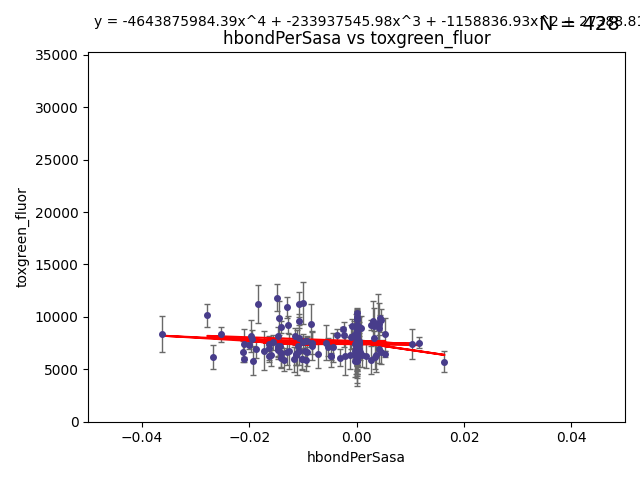 y = -4643875984.39x^4 + -233937545.98x^3 + -1158836.93x^2 +
N = 428
hbondPerSasa vs toxgreen_fluor
35000
30000
25000
20000
15000
10000
5000
0
toxgreen_fluor
−0.04 −0.02 0.00 0.02 0.04
hbondPerSasa